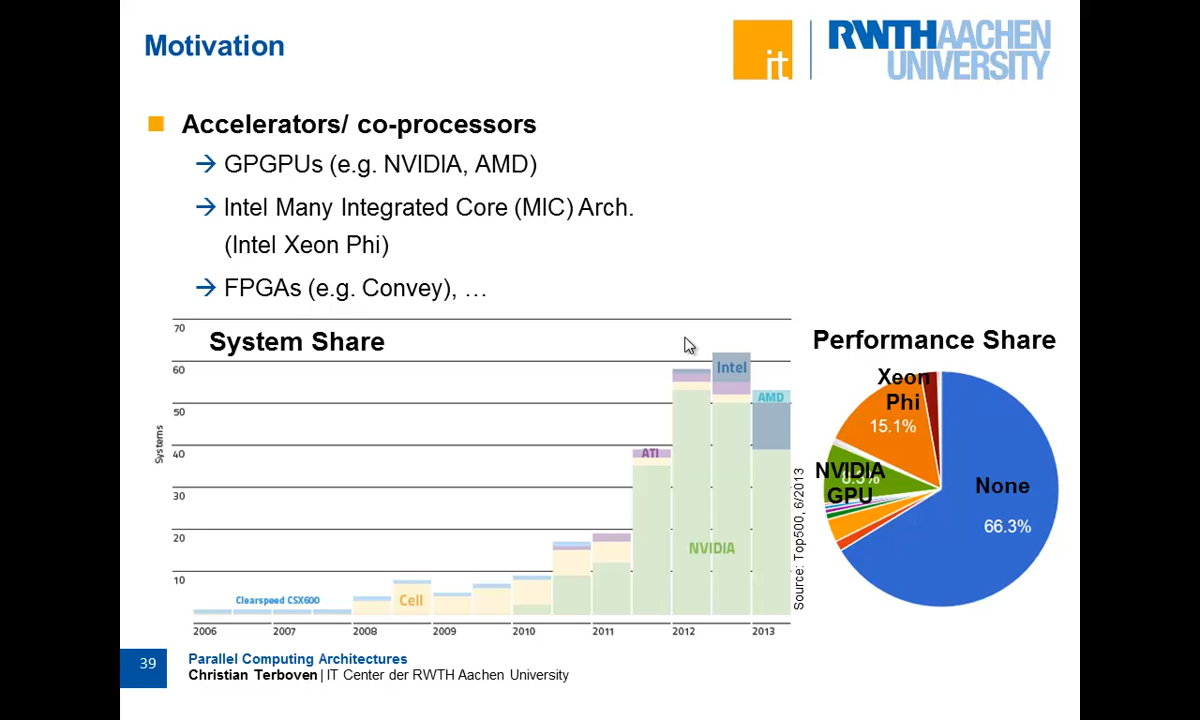 Motivation
it
RWTHAACHEN
UNIVERSITY
Accelerators/ co-processors
→ GPGPUs (e.g. NVIDIA, AMD)
→ Intel Many Integrated Core (MIC) Arch.
(Intel Xeon Phi)
→ FPGAs (e.g. Convey), …
System Share
Systems
70
60
50
40
30
20
10
Clearspeed CSX600
Cell
ATI
NVIDIA
Intel
AMD
2006
2007
2008
2009
2010
2011
2012
2013
Source: Top500, 6/2013
Performance Share
Xeon
Phi
15.1%
NVIDIA
GPU
None
66.3%
39
Parallel Computing Architectures
Christian Terboven | IT Center der RWTH Aachen University